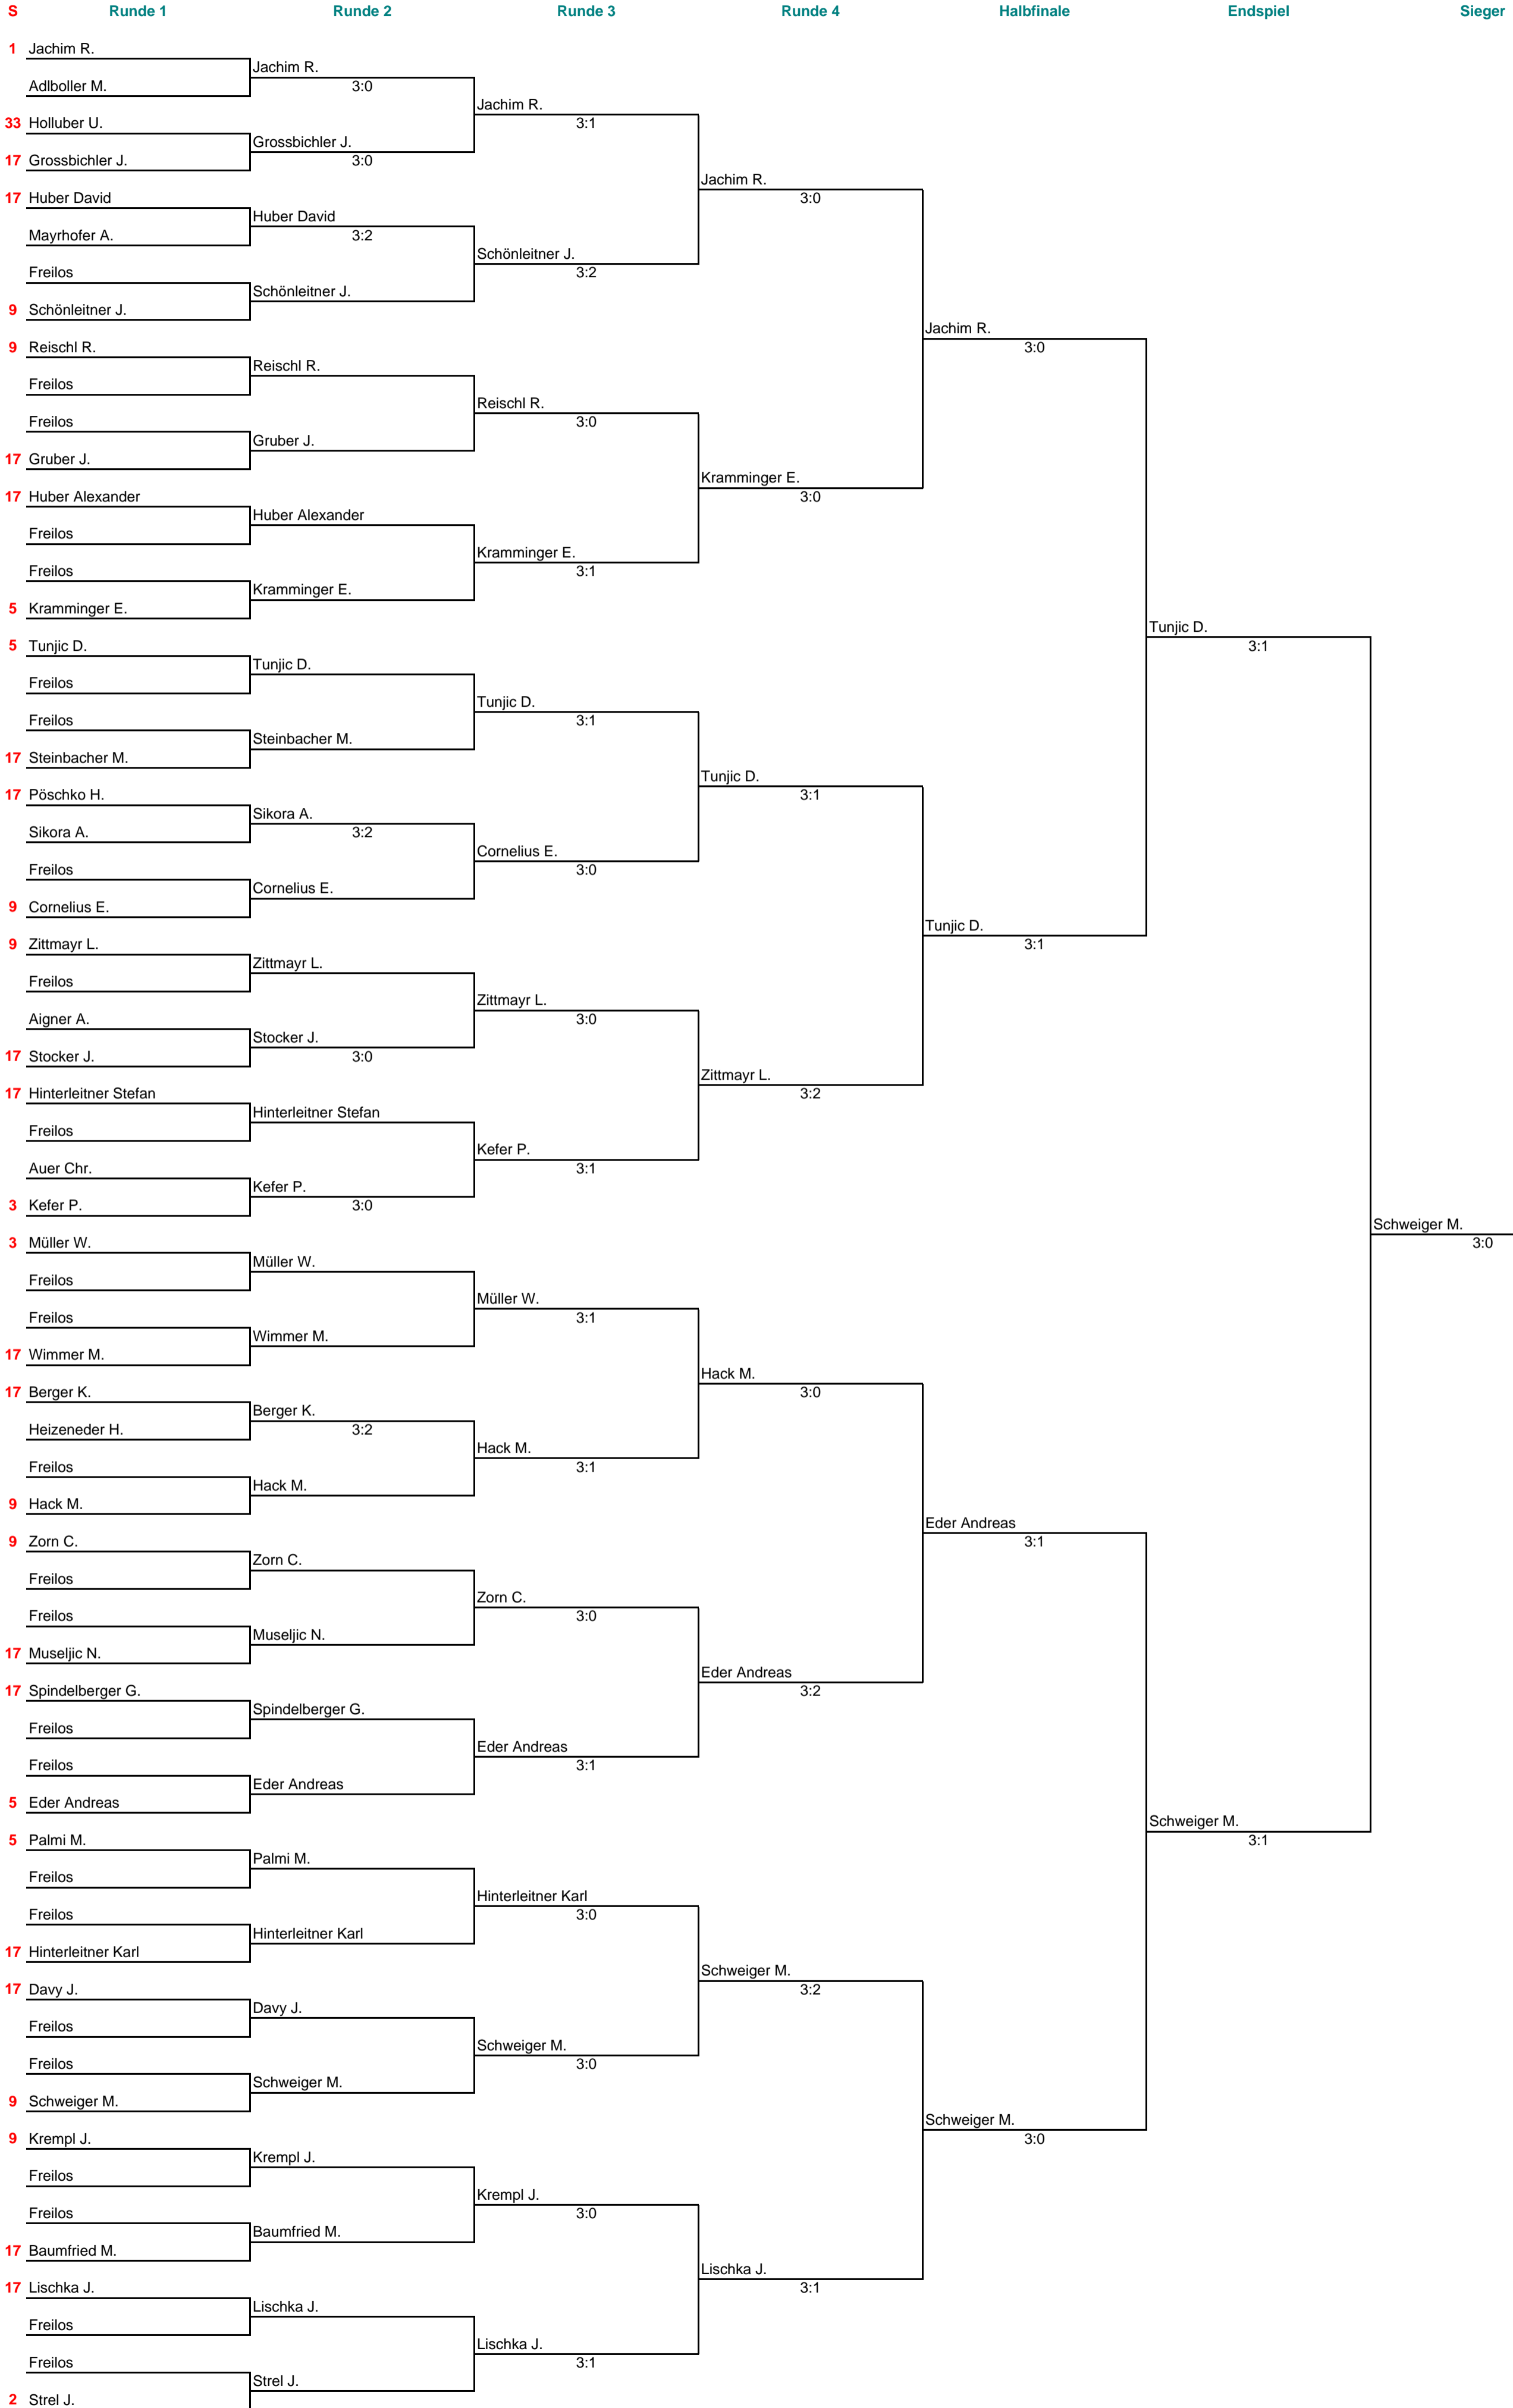 S Runde 1 Runde 2 Runde 3 Runde 4 Halbfinale Endspiel Sieger
1 Jachim R.
Jachim R.
Adlboller M. 3:0
Jachim R.
33 Holluber U. 3:1
Grossbichler J.
17 Grossbichler J. 3:0
Jachim R.
17 Huber David 3:0
Huber David
Mayrhofer A. 3:2
Schönleitner J.
Freilos 3:2
Schönleitner J.
9 Schönleitner J.
Jachim R.
9 Reischl R. 3:0
Reischl R.
Freilos
Reischl R.
Freilos 3:0
Gruber J.
17 Gruber J.
Kramminger E.
17 Huber Alexander 3:0
Huber Alexander
Freilos
Kramminger E.
Freilos 3:1
Kramminger E.
5 Kramminger E.
Tunjic D.
5 Tunjic D. 3:1
Tunjic D.
Freilos
Tunjic D.
Freilos 3:1
Steinbacher M.
17 Steinbacher M.
Tunjic D.
17 Pöschko H. 3:1
Sikora A.
Sikora A. 3:2
Cornelius E.
Freilos 3:0
Cornelius E.
9 Cornelius E.
Tunjic D.
9 Zittmayr L. 3:1
Zittmayr L.
Freilos
Zittmayr L.
Aigner A. 3:0
Stocker J.
17 Stocker J. 3:0
Zittmayr L.
17 Hinterleitner Stefan 3:2
Hinterleitner Stefan
Freilos
Kefer P.
Auer Chr. 3:1
Kefer P.
3 Kefer P. 3:0
Schweiger M.
3 Müller W. 3:0
Müller W.
Freilos
Müller W.
Freilos 3:1
Wimmer M.
17 Wimmer M.
Hack M.
17 Berger K. 3:0
Berger K.
Heizeneder H. 3:2
Hack M.
Freilos 3:1
Hack M.
9 Hack M.
Eder Andreas
9 Zorn C. 3:1
Zorn C.
Freilos
Zorn C.
Freilos 3:0
Museljic N.
17 Museljic N.
Eder Andreas
17 Spindelberger G. 3:2
Spindelberger G.
Freilos
Eder Andreas
Freilos 3:1
Eder Andreas
5 Eder Andreas
Schweiger M.
5 Palmi M. 3:1
Palmi M.
Freilos
Hinterleitner Karl
Freilos 3:0
Hinterleitner Karl
17 Hinterleitner Karl
Schweiger M.
17 Davy J. 3:2
Davy J.
Freilos
Schweiger M.
Freilos 3:0
Schweiger M.
9 Schweiger M.
Schweiger M.
9 Krempl J. 3:0
Krempl J.
Freilos
Krempl J.
Freilos 3:0
Baumfried M.
17 Baumfried M.
Lischka J.
17 Lischka J. 3:1
Lischka J.
Freilos
Lischka J.
Freilos 3:1
Strel J.
2 Strel J.